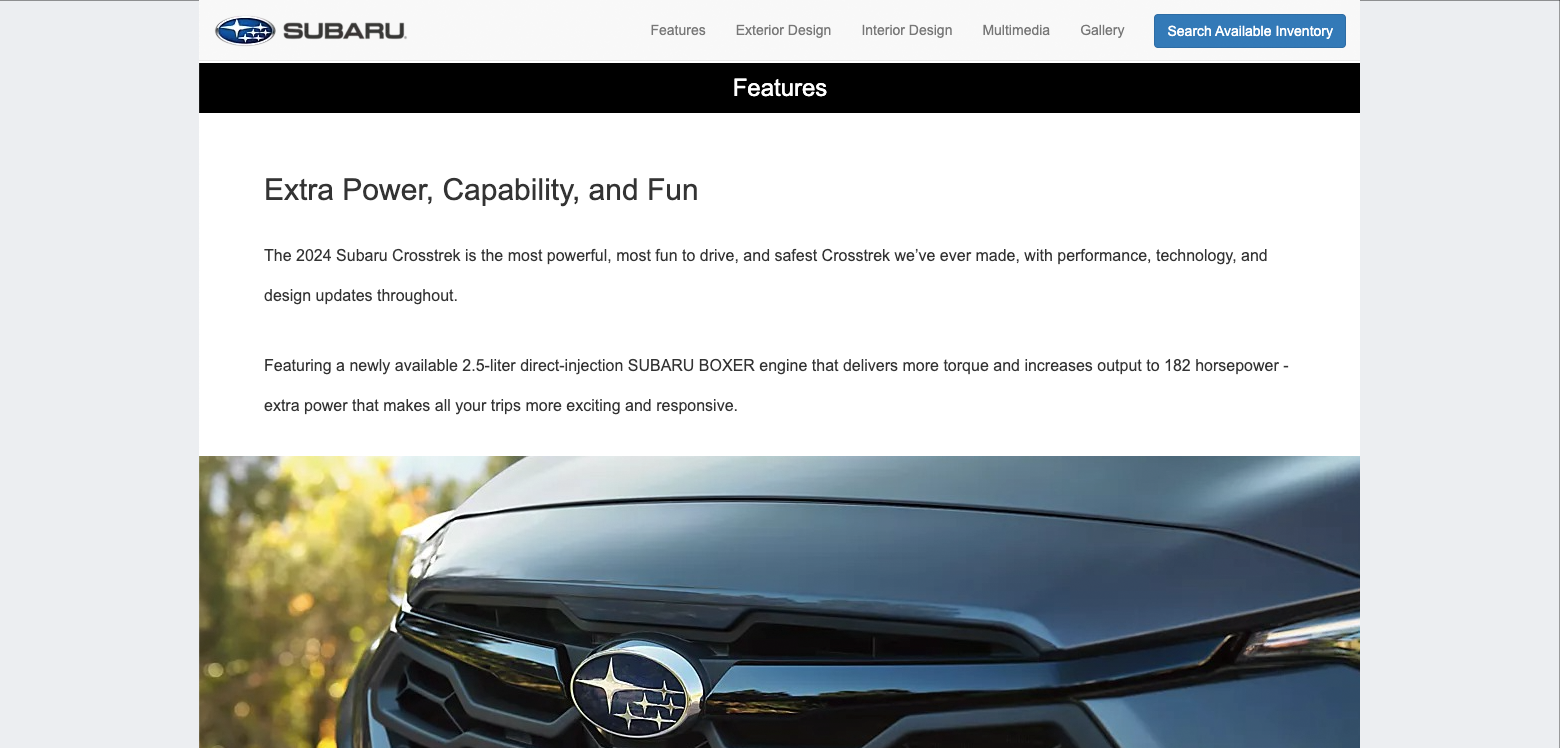 SUBARU
Features
Exterior Design
Interior Design
Multimedia
Gallery
Search Available Inventory
Features
Extra Power, Capability, and Fun
The 2024 Subaru Crosstrek is the most powerful, most fun to drive, and safest Crosstrek we’ve ever made, with performance, technology, and
design updates throughout.
Featuring a newly available 2.5-liter direct-injection SUBARU BOXER engine that delivers more torque and increases output to 182 horsepower -
extra power that makes all your trips more exciting and responsive.